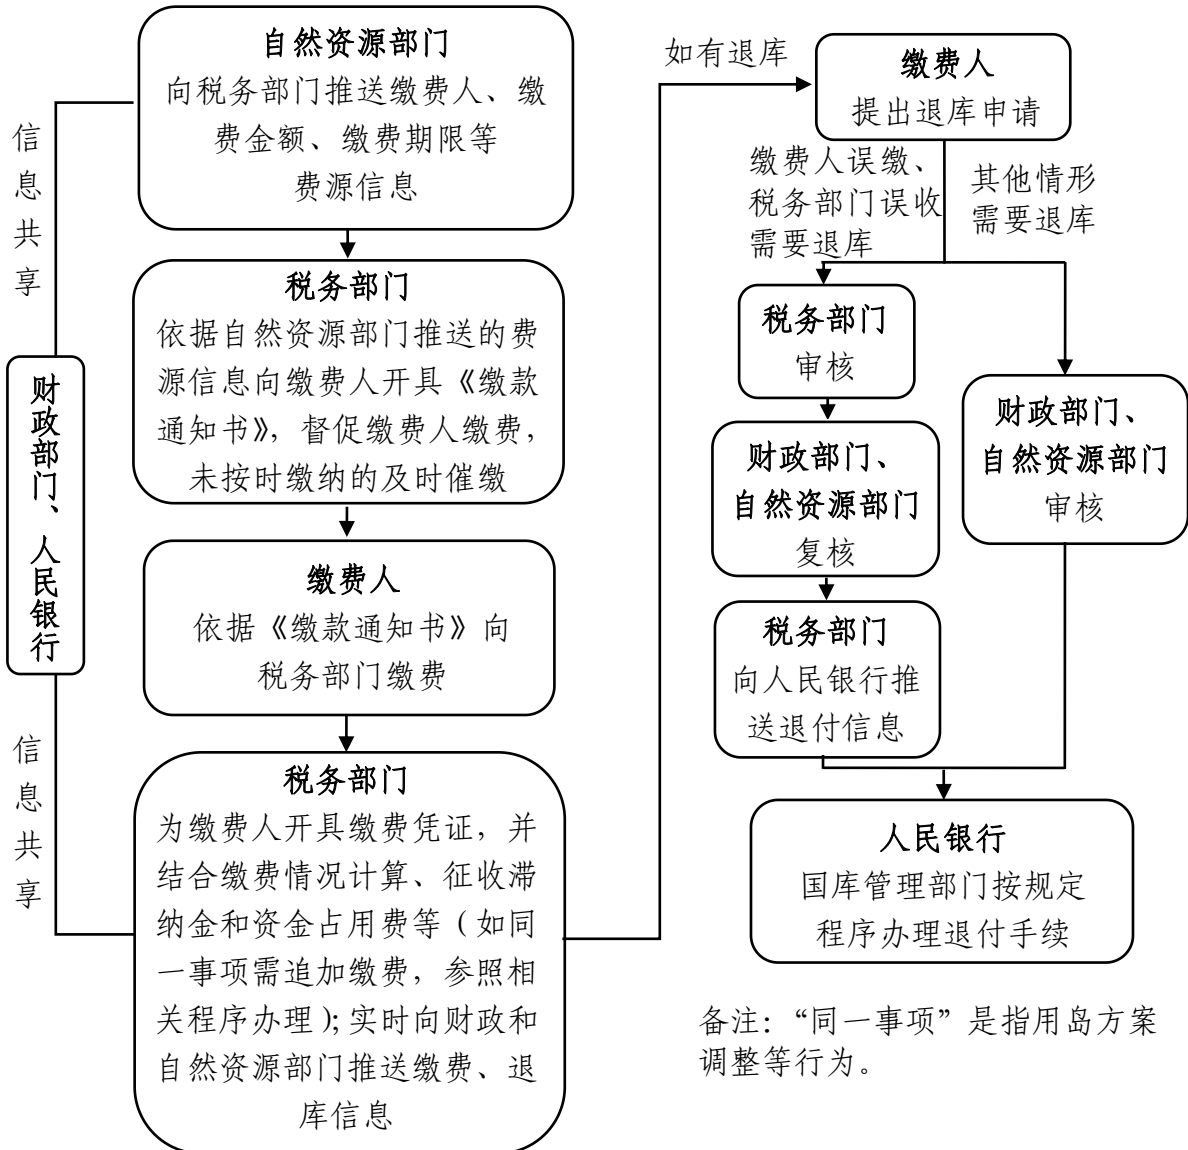 自然资源部门
向税务部门推送缴费人、缴
费金额、缴费期限等
费源信息
信息共享
税务部门
依据自然资源部门推送的费
源信息向缴费人开具《缴款
通知书》，督促缴费人缴费，
未按时缴纳的及时催缴
财政部门、人民银行
缴费人
依据《缴款通知书》向
税务部门缴费
信息共享
税务部门
为缴费人开具缴费凭证，并
结合缴费情况计算、征收滞
纳金和资金占用费等（如同
一事项需追加缴费，参照相
关程序办理）；实时向财政和
自然资源部门推送缴费、退
库信息
如有退库
缴费人
提出退库申请
缴费人误缴、
税务部门误收
需要退库
其他情形
需要退库
税务部门
审核
财政部门、
自然资源部门
复核
税务部门
向人民银行推
送退付信息
财政部门、
自然资源部门
审核
人民银行
国库管理部门按规定
程序办理退付手续
备注：“同一事项”是指用岛方案
调整等行为。